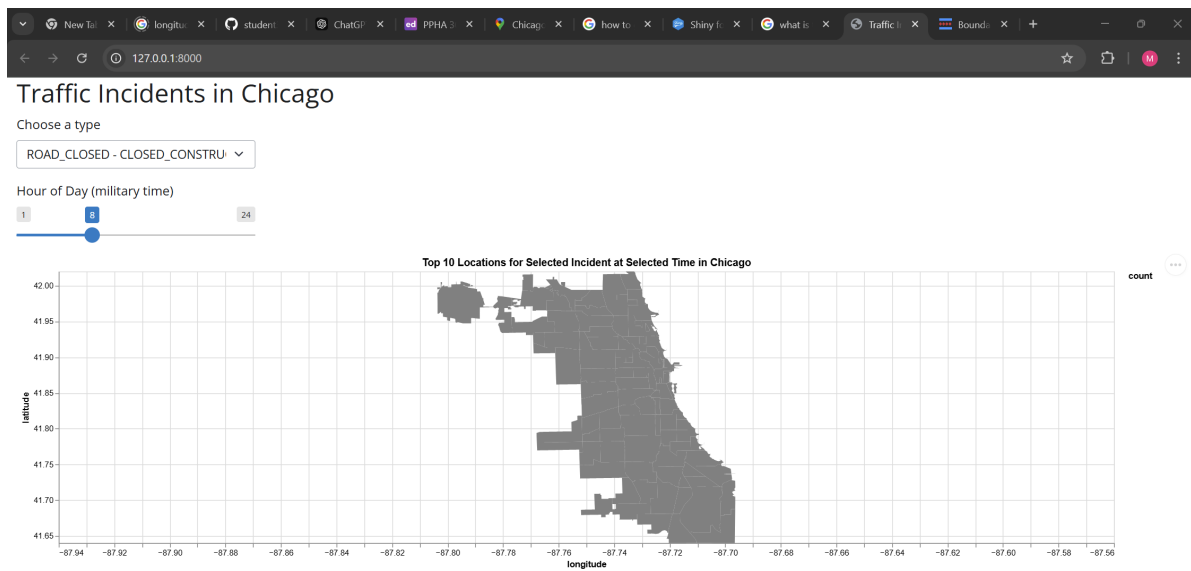 New Tal
longitu
student
ChatGP
PPHA 3
Chicago
how to
Shiny fo
what is
Traffic I
Bounda
127.0.0.1:8000
M
Traffic Incidents in Chicago
Choose a type
ROAD_CLOSED - CLOSED_CONSTRU
Hour of Day (military time)
1 8 24
Top 10 Locations for Selected Incident at Selected Time in Chicago
count
42.00
41.95
41.90
41.85
41.80
41.75
41.70
41.65
latitude
−87.94 −87.92 −87.90 −87.88 −87.86 −87.84 −87.82 −87.80 −87.78 −87.76 −87.74 −87.72 −87.70 −87.68 −87.66 −87.64 −87.62 −87.60 −87.58 −87.56
longitude